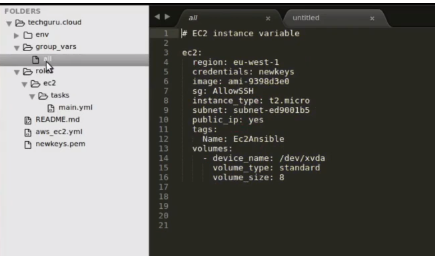 FOLDERS
techguru.cloud
env
group_vars
all
roles
ec2
tasks
main.yml
README.md
aws_ec2.yml
newkeys.pem
all × untitled ×
1 # EC2 instance variable
2
3 ec2:
4 region: eu-west-1
5 credentials: newkeys
6 image: ami-9398d3e0
7 sg: AllowSSH
8 instance_type: t2.micro
9 subnet: subnet-ed9001b5
10 public_ip: yes
11 tags:
12 Name: Ec2Ansible
13 volumes:
14 - device_name: /dev/xvda
15 volume_type: standard
16 volume_size: 8
17
18
19
20
21